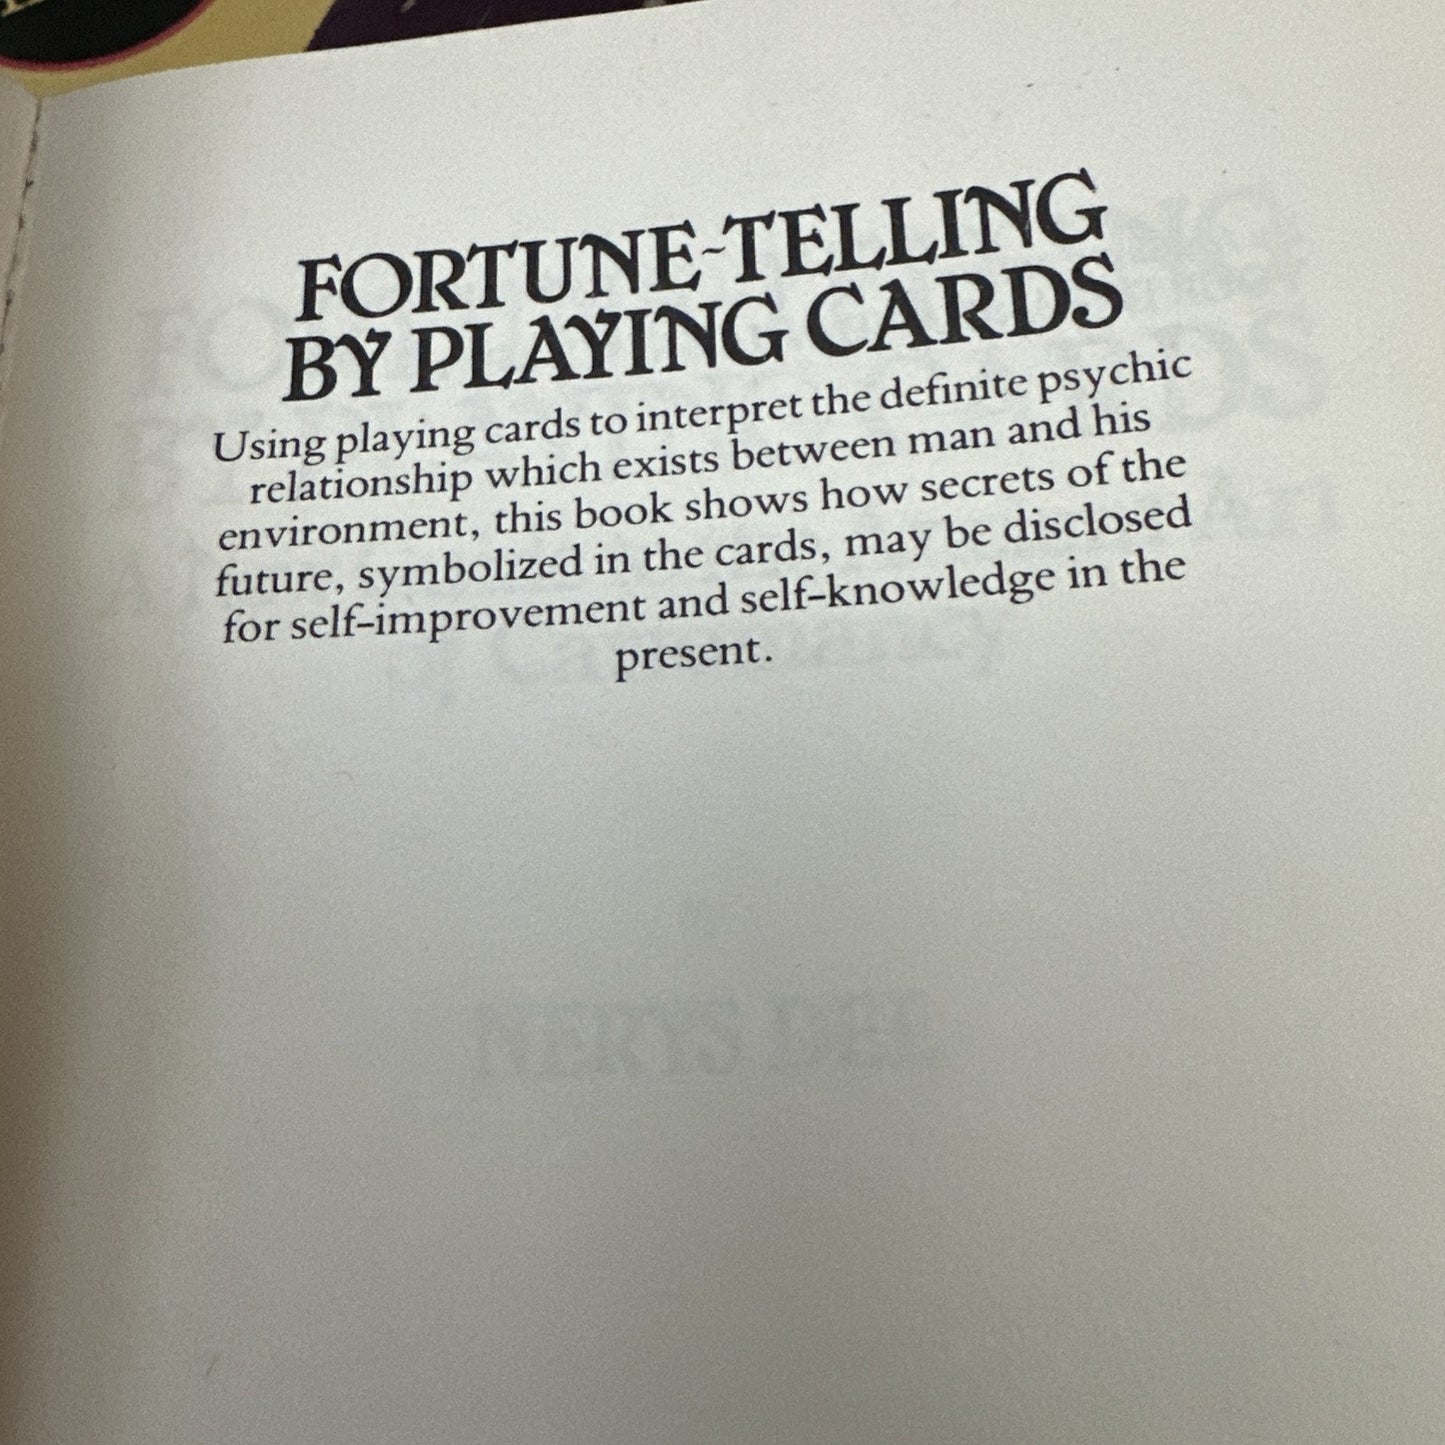 FORTUNE-TELLING
BY PLAYING CARDS
Using playing cards to interpret the definite psychic
relationship which exists between man and his
environment, this book shows how secrets of the
future, symbolized in the cards, may be disclosed
for self-improvement and self-knowledge in the
present.
NERYS DEE